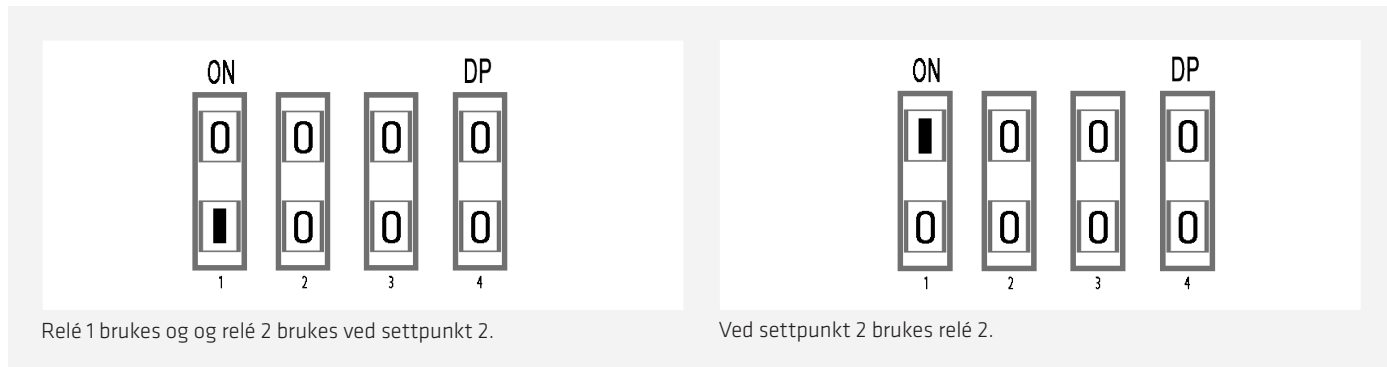 ON DP
0 0 0 0
0 0 0
1 2 3 4
Relé 1 brukes og og relé 2 brukes ved settpunkt 2.
ON DP
0 0 0
0 0 0 0
1 2 3 4
Ved settpunkt 2 brukes relé 2.